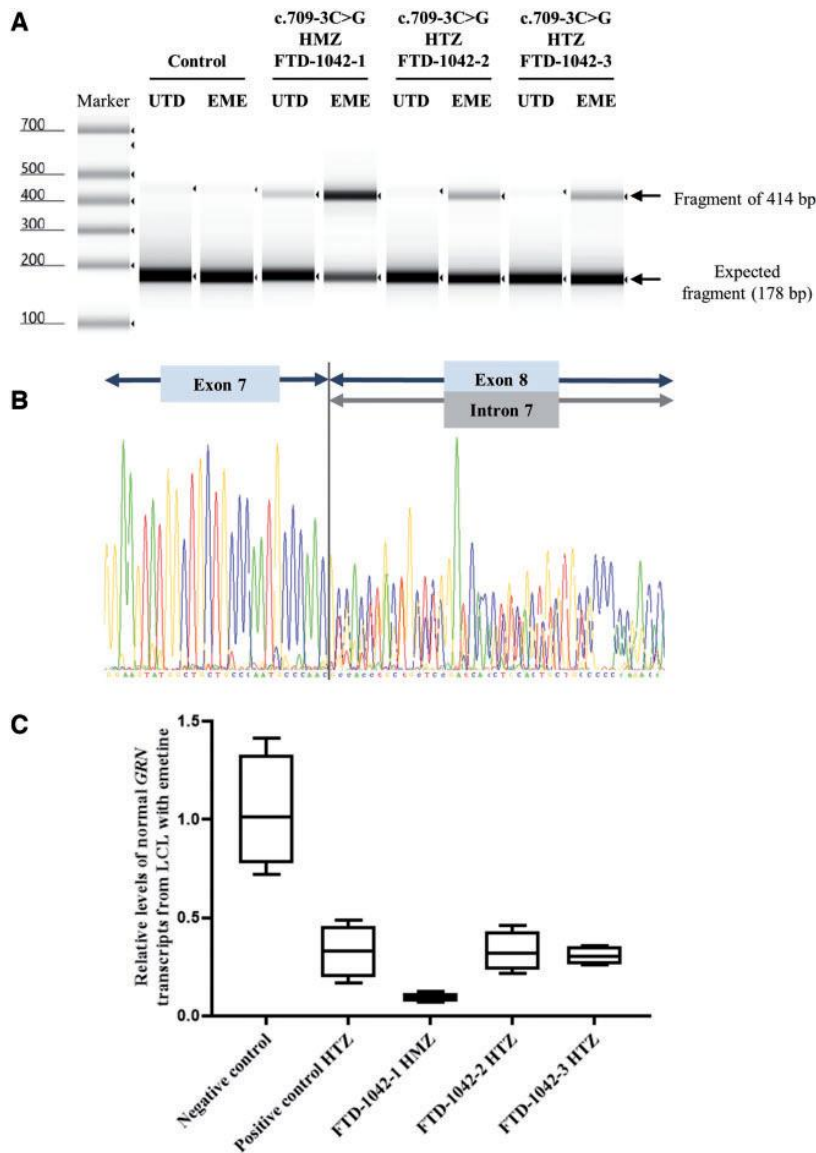 A
Control
c.709-3C>G
HMZ
FTD-1042-1
c.709-3C>G
HTZ
FTD-1042-2
c.709-3C>G
HTZ
FTD-1042-3
Marker
UTD
EME
UTD
EME
UTD
EME
UTD
EME
700
500
400
300
200
100
Fragment of 414 bp
Expected
fragment (178 bp)
B
Exon 7
Exon 8
Intron 7
C
Relative levels of normal GRN
transcripts from LCL with emetine
1.5
1.0
0.5
0.0
Negative control
Positive control HTZ
FTD-1042-1 HMZ
FTD-1042-2 HTZ
FTD-1042-3 HTZ